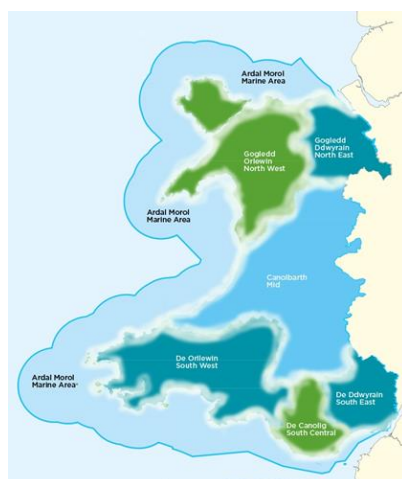 Ardal Morol
Marine Area
Gogledd
Ddwyrain
North East
Gogledd
Orlewin
North West
Ardal Morol
Marine Area
Canolbarth
Mid
De Orllewin
South West
Ardal Morol
Marine Area
De Ddwyrain
South East
De Canolig
South Central